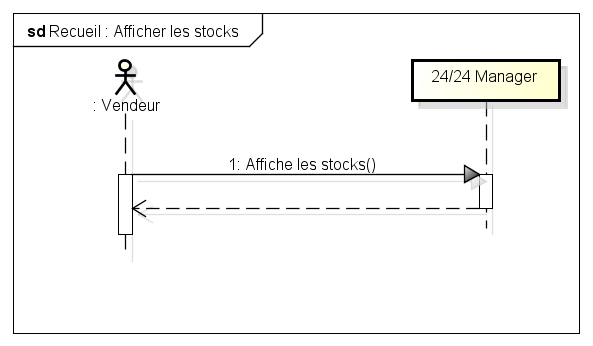 sd Recueil : Afficher les stocks
24/24 Manager
: Vendeur
1: Affiche les stocks()